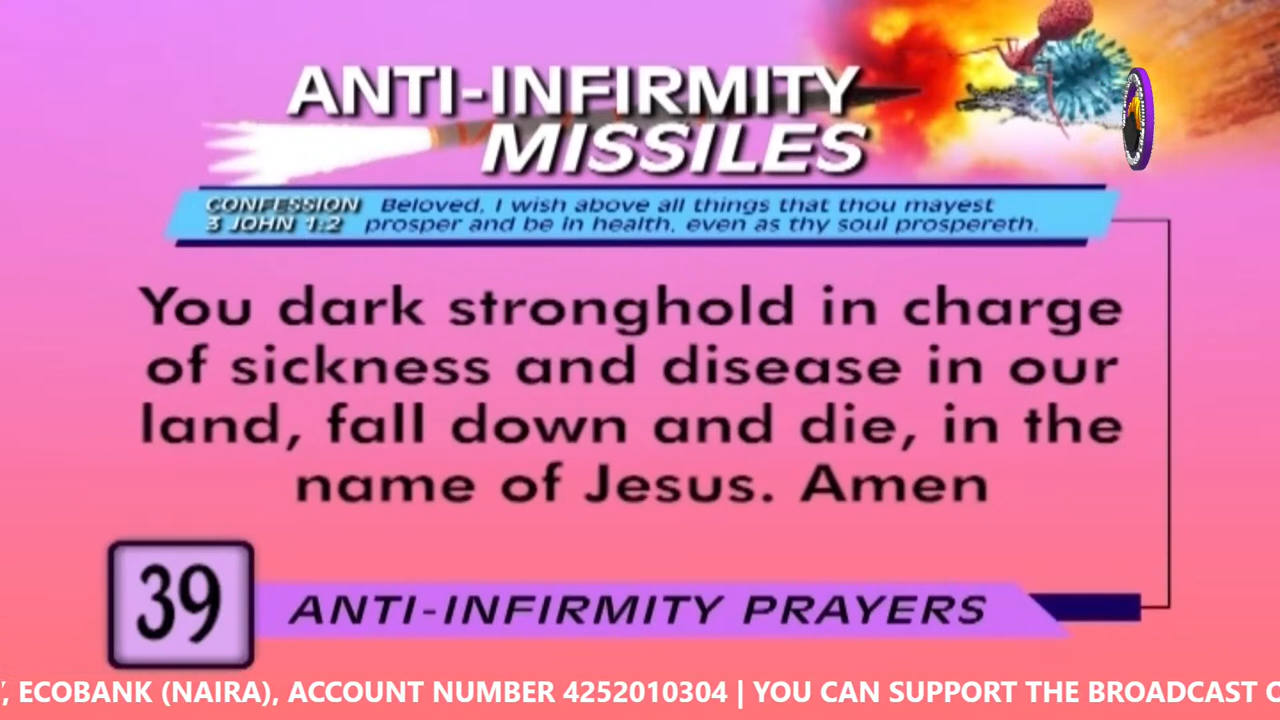 ANTI-INFIRMITY
MISSILES
CONFESSION
3 JOHN 1:2
Beloved, I wish above all things that thou mayest
prosper and be in health, even as thy soul prospereth.
You dark stronghold in charge
of sickness and disease in our
land, fall down and die, in the
name of Jesus. Amen
39
ANTI-INFIRMITY PRAYERS
, ECOBANK (NAIRA), ACCOUNT NUMBER 4252010304 | YOU CAN SUPPORT THE BROADCAST